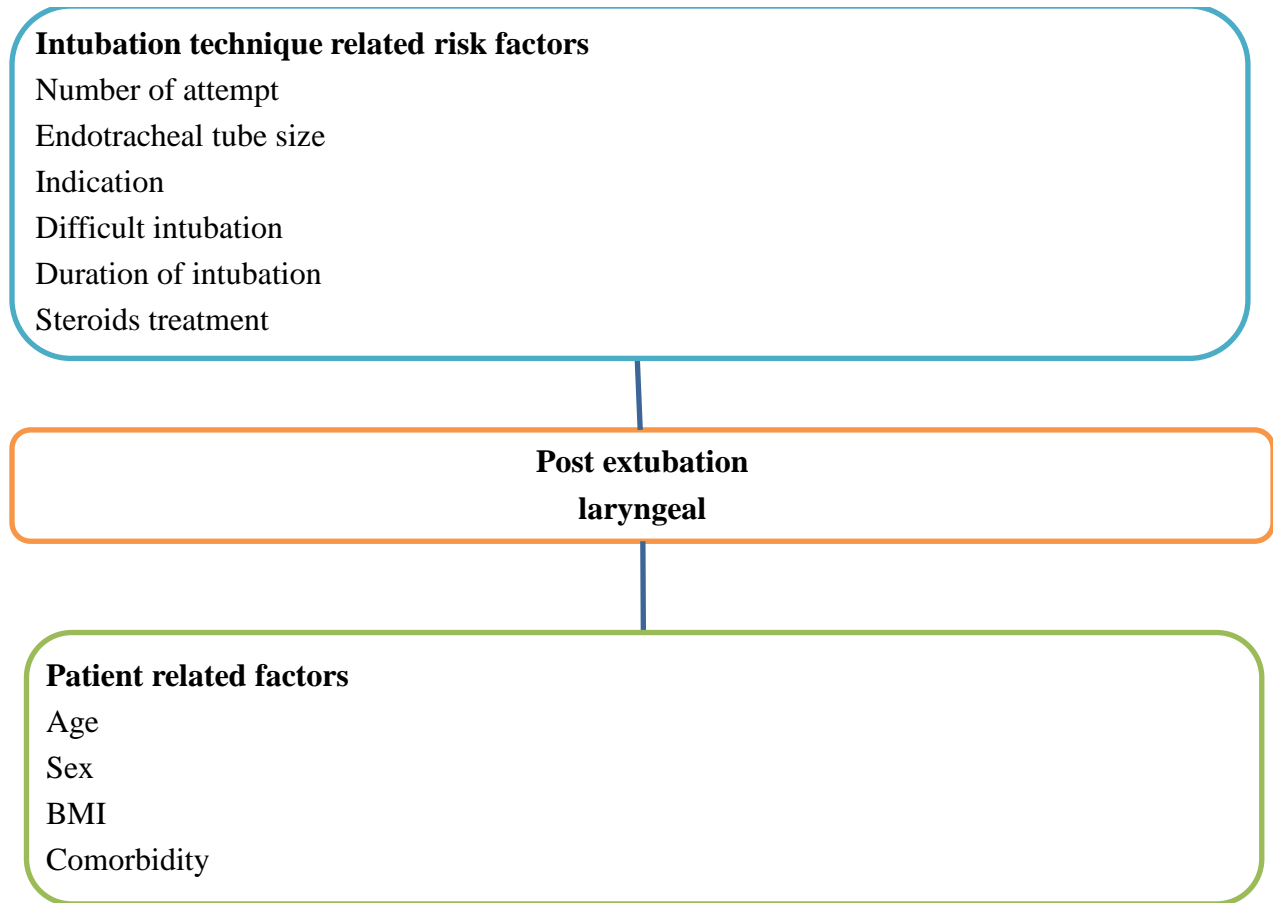 Intubation technique related risk factors
Number of attempt
Endotracheal tube size
Indication
Difficult intubation
Duration of intubation
Steroids treatment
Post extubation
laryngeal
Patient related factors
Age
Sex
BMI
Comorbidity